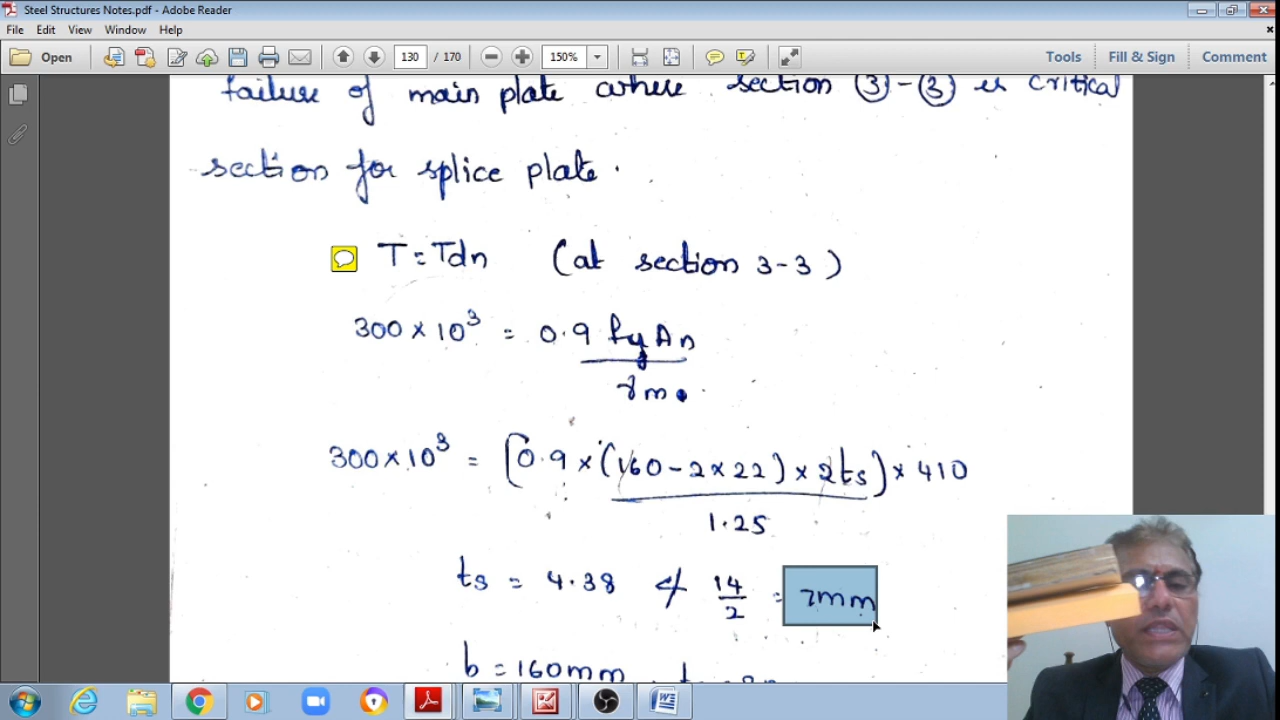 Steel Structures Notes.pdf - Adobe Reader
File Edit View Window Help
Open 130 / 170 150% Tools Fill & Sign Comment
failure of main plate where section (3)-(3) is critical
section for splice plate.
T = Tdn (at section 3-3)
300 × 10³ = 0.9 fy An
γm0
300 × 10³ = [0.9 × (160 - 2 × 22) × 2ts] × 410
1.25
ts = 4.38 ≮ 14/2 = 7mm
b = 160mm